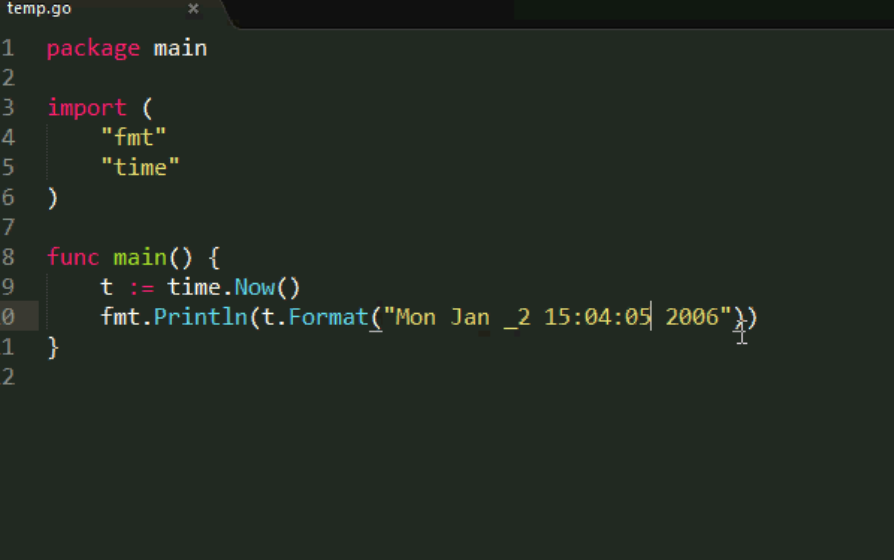 temp.go ×
1 package main
2
3 import (
4 "fmt"
5 "time"
6 )
7
8 func main() {
9 t := time.Now()
0 fmt.Println(t.Format("Mon Jan _2 15:04:05 2006"))
1 }
2